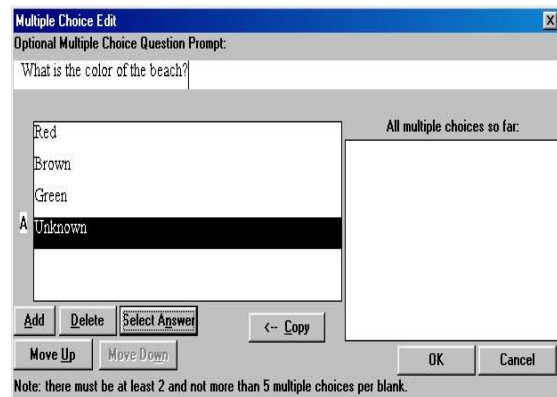 Multiple Choice Edit
Optional Multiple Choice Question Prompt:
What is the color of the beach?
All multiple choices so far:
Red
Brown
Green
A Unknown
Add Delete Select Answer
<-- Copy
Move Up Move Down
OK Cancel
Note: there must be at least 2 and not more than 5 multiple choices per blank.